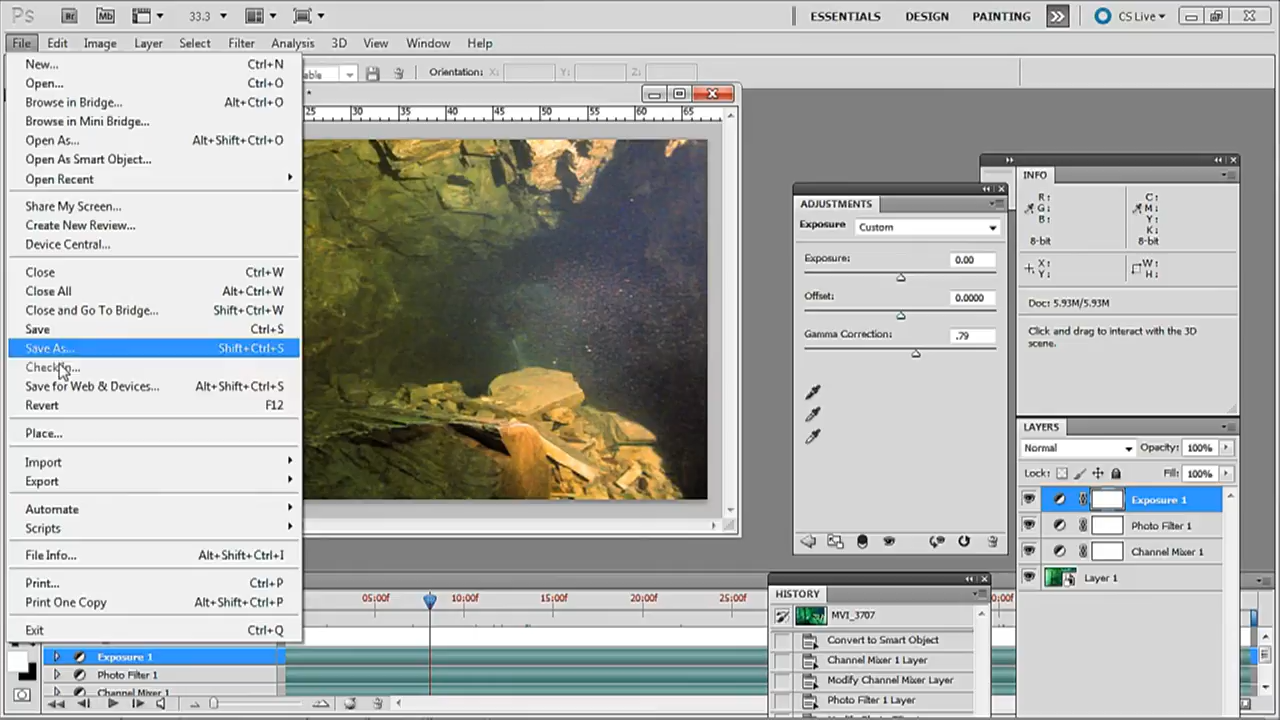 Ps Br Mb 33.3 ESSENTIALS DESIGN PAINTING CS Live
File Edit Image Layer Select Filter Analysis 3D View Window Help
New... Ctrl+N
Open... Ctrl+O
Browse in Bridge... Alt+Ctrl+O
Browse in Mini Bridge...
Open As... Alt+Shift+Ctrl+O
Open As Smart Object...
Open Recent
Share My Screen...
Create New Review...
Device Central...
Close Ctrl+W
Close All Alt+Ctrl+W
Close and Go To Bridge... Shift+Ctrl+W
Save Ctrl+S
Save As... Shift+Ctrl+S
Check In...
Save for Web & Devices... Alt+Shift+Ctrl+S
Revert F12
Place...
Import
Export
Automate
Scripts
File Info... Alt+Shift+Ctrl+I
Print... Ctrl+P
Print One Copy Alt+Shift+Ctrl+P
Exit Ctrl+Q
able Orientation: X: Y: Z:
*
25 30 35 40 45 50 55 60 65
ADJUSTMENTS
Exposure Custom
Exposure: 0.00
Offset: 0.0000
Gamma Correction: .79
INFO
R: C:
G: M:
B: Y:
K:
8-bit 8-bit
X: W:
Y: H:
Doc: 5.93M/5.93M
Click and drag to interact with the 3D
scene.
LAYERS
Normal Opacity: 100%
Lock: Fill: 100%
Exposure 1
Photo Filter 1
Channel Mixer 1
Layer 1
HISTORY
MVI_3707
Convert to Smart Object
Channel Mixer 1 Layer
Modify Channel Mixer Layer
Photo Filter 1 Layer
05:00f 10:00f 15:00f 20:00f 25:00f
Exposure 1
Photo Filter 1
Channel Mixer 1